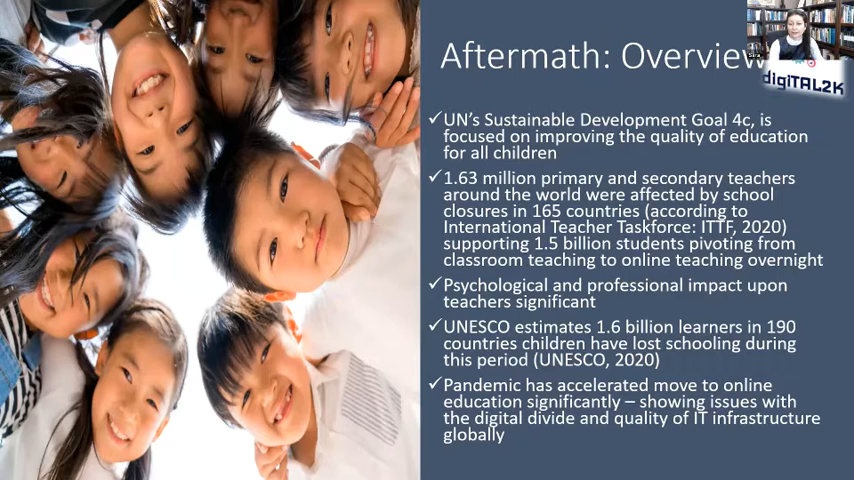 Aftermath: Overview
digiTAL2K
✓UN's Sustainable Development Goal 4c, is
focused on improving the quality of education
for all children
✓1.63 million primary and secondary teachers
around the world were affected by school
closures in 165 countries (according to
International Teacher Taskforce: ITTF, 2020)
supporting 1.5 billion students pivoting from
classroom teaching to online teaching overnight
✓Psychological and professional impact upon
teachers significant
✓UNESCO estimates 1.6 billion learners in 190
countries children have lost schooling during
this period (UNESCO, 2020)
✓Pandemic has accelerated move to online
education significantly – showing issues with
the digital divide and quality of IT infrastructure
globally